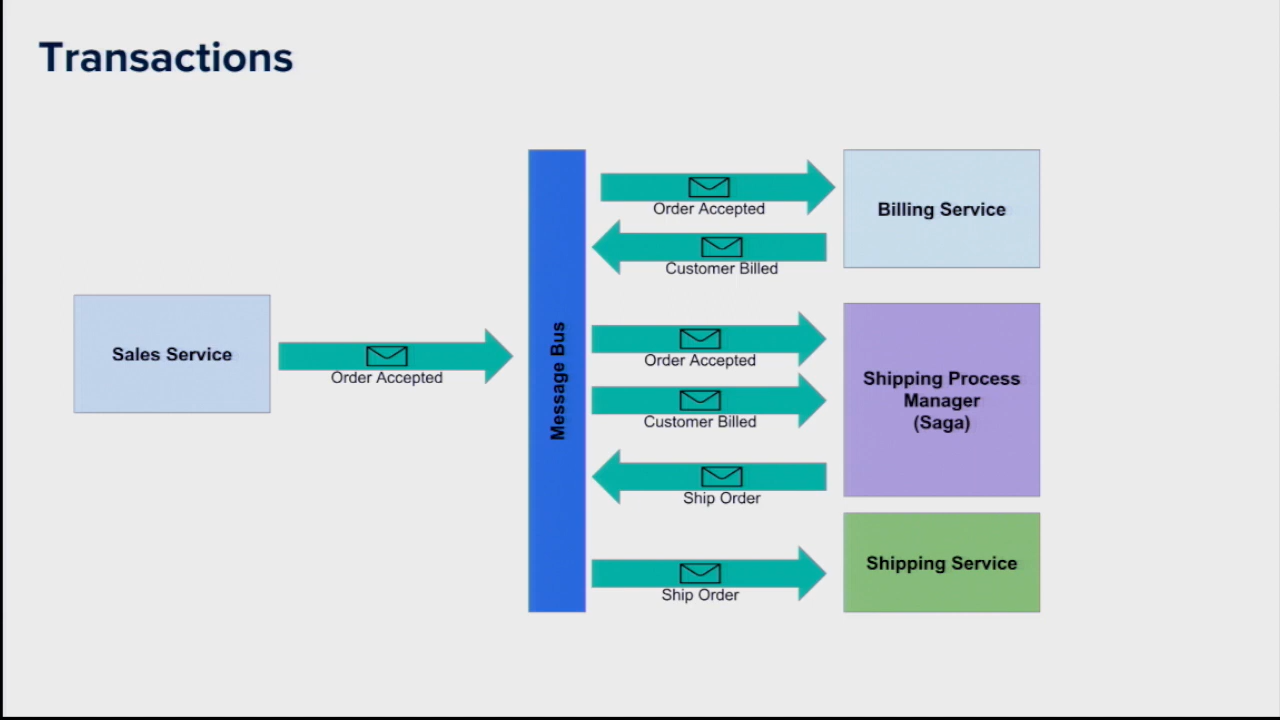 Transactions
Sales Service
Order Accepted
Message Bus
Order Accepted
Customer Billed
Order Accepted
Customer Billed
Ship Order
Ship Order
Billing Service
Shipping Process
Manager
(Saga)
Shipping Service